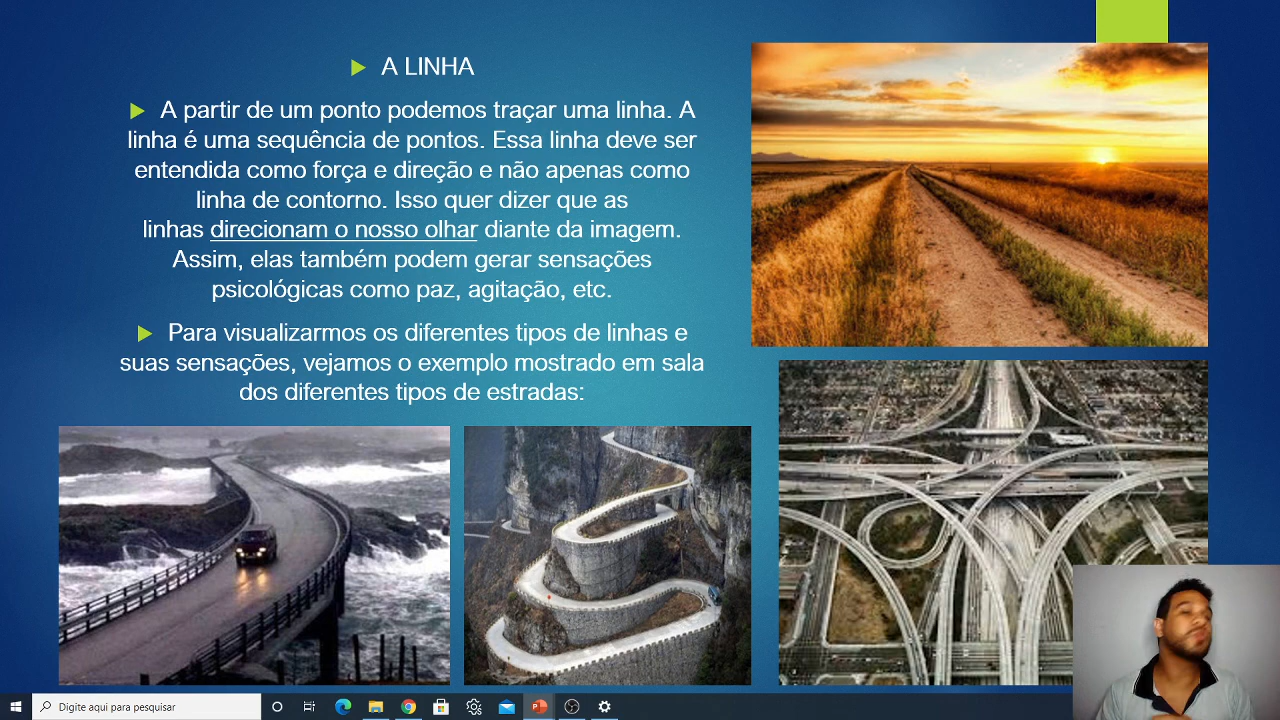 A LINHA
A partir de um ponto podemos traçar uma linha. A
linha é uma sequência de pontos. Essa linha deve ser
entendida como força e direção e não apenas como
linha de contorno. Isso quer dizer que as
linhas direcionam o nosso olhar diante da imagem.
Assim, elas também podem gerar sensações
psicológicas como paz, agitação, etc.
Para visualizarmos os diferentes tipos de linhas e
suas sensações, vejamos o exemplo mostrado em sala
dos diferentes tipos de estradas:
Digite aqui para pesquisar